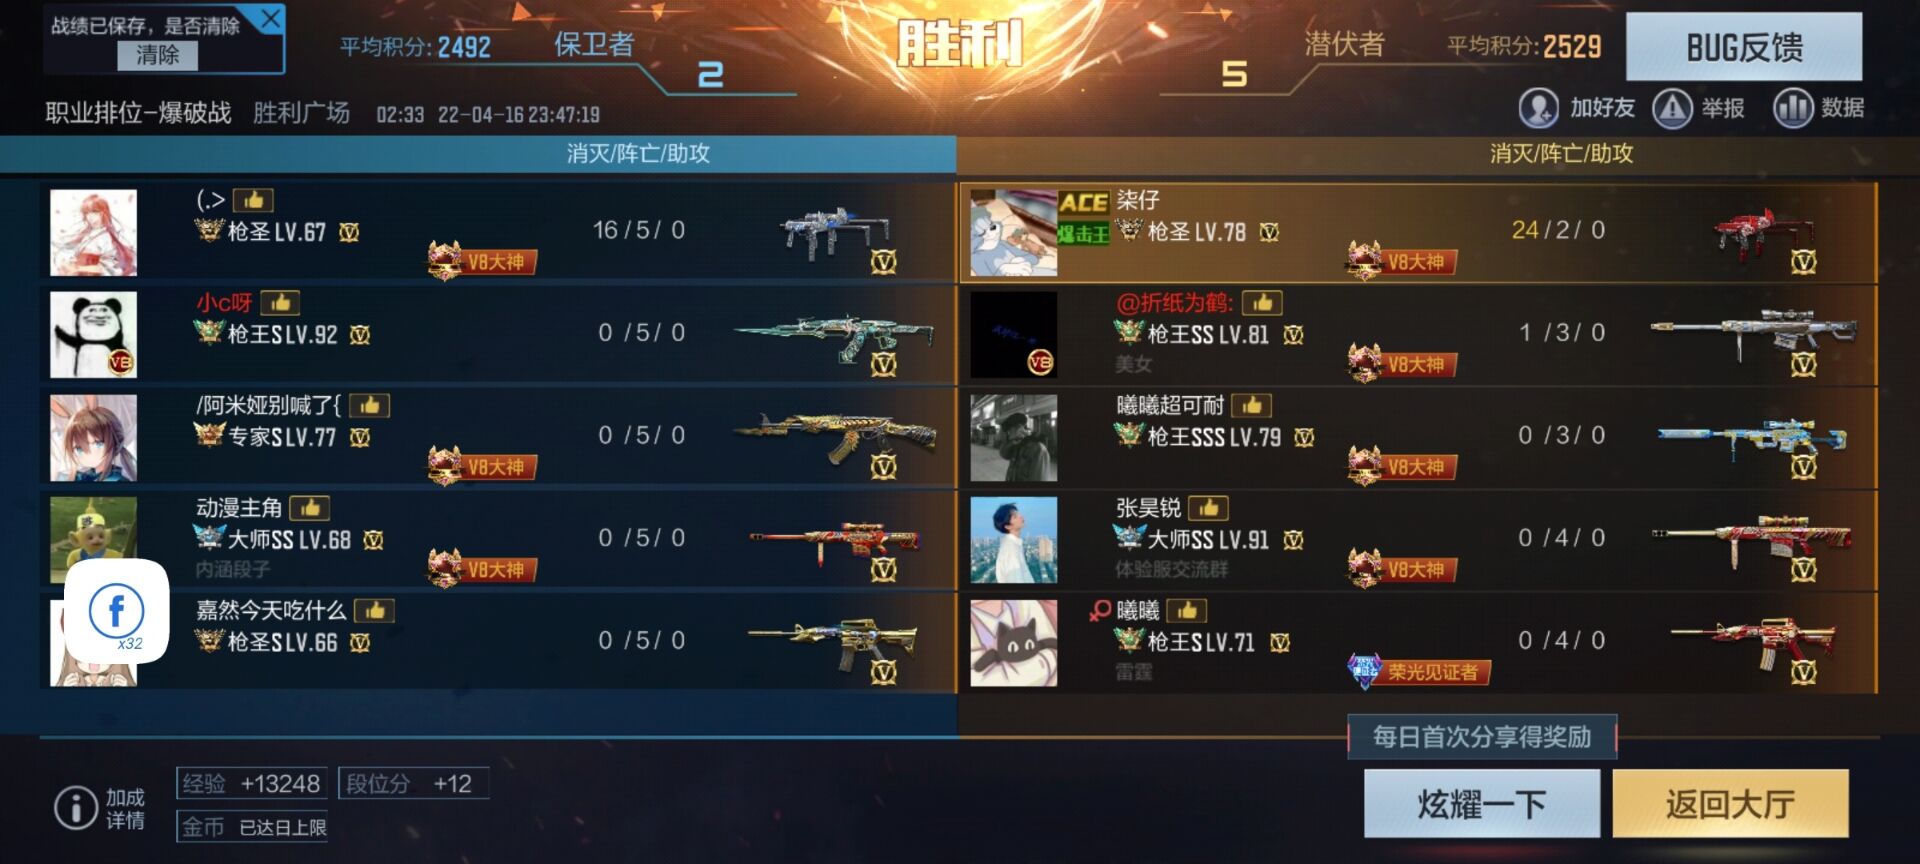 战绩已保存，是否清除
清除
平均积分:2492
保卫者
2
胜利
5
潜伏者
平均积分:2529
BUG反馈
职业排位-爆破战 胜利广场 02:33 22-04-16 23:47:19
加好友 举报 数据
消灭/阵亡/助攻
(.>
枪圣 LV.67
V8大神
16/5/0
小c呀
枪王S LV.92
V8
0/5/0
/阿米娅别喊了{
专家S LV.77
V8大神
0/5/0
动漫主角
大师SS LV.68
内涵段子
V8大神
0/5/0
嘉然今天吃什么
枪圣S LV.66
0/5/0
f
x32
消灭/阵亡/助攻
ACE 柒仔
爆击王 枪圣 LV.78
V8大神
24/2/0
@折纸为鹤:
枪王SS LV.81
美女
V8
V8大神
1/3/0
曦曦超可耐
枪王SSS LV.79
V8大神
0/3/0
张昊锐
大师SS LV.91
体验服交流群
V8大神
0/4/0
曦曦
枪王S LV.71
雷霆
荣光见证者
0/4/0
每日首次分享得奖励
加成
详情
经验 +13248 段位分 +12
金币 已达日上限
炫耀一下 返回大厅